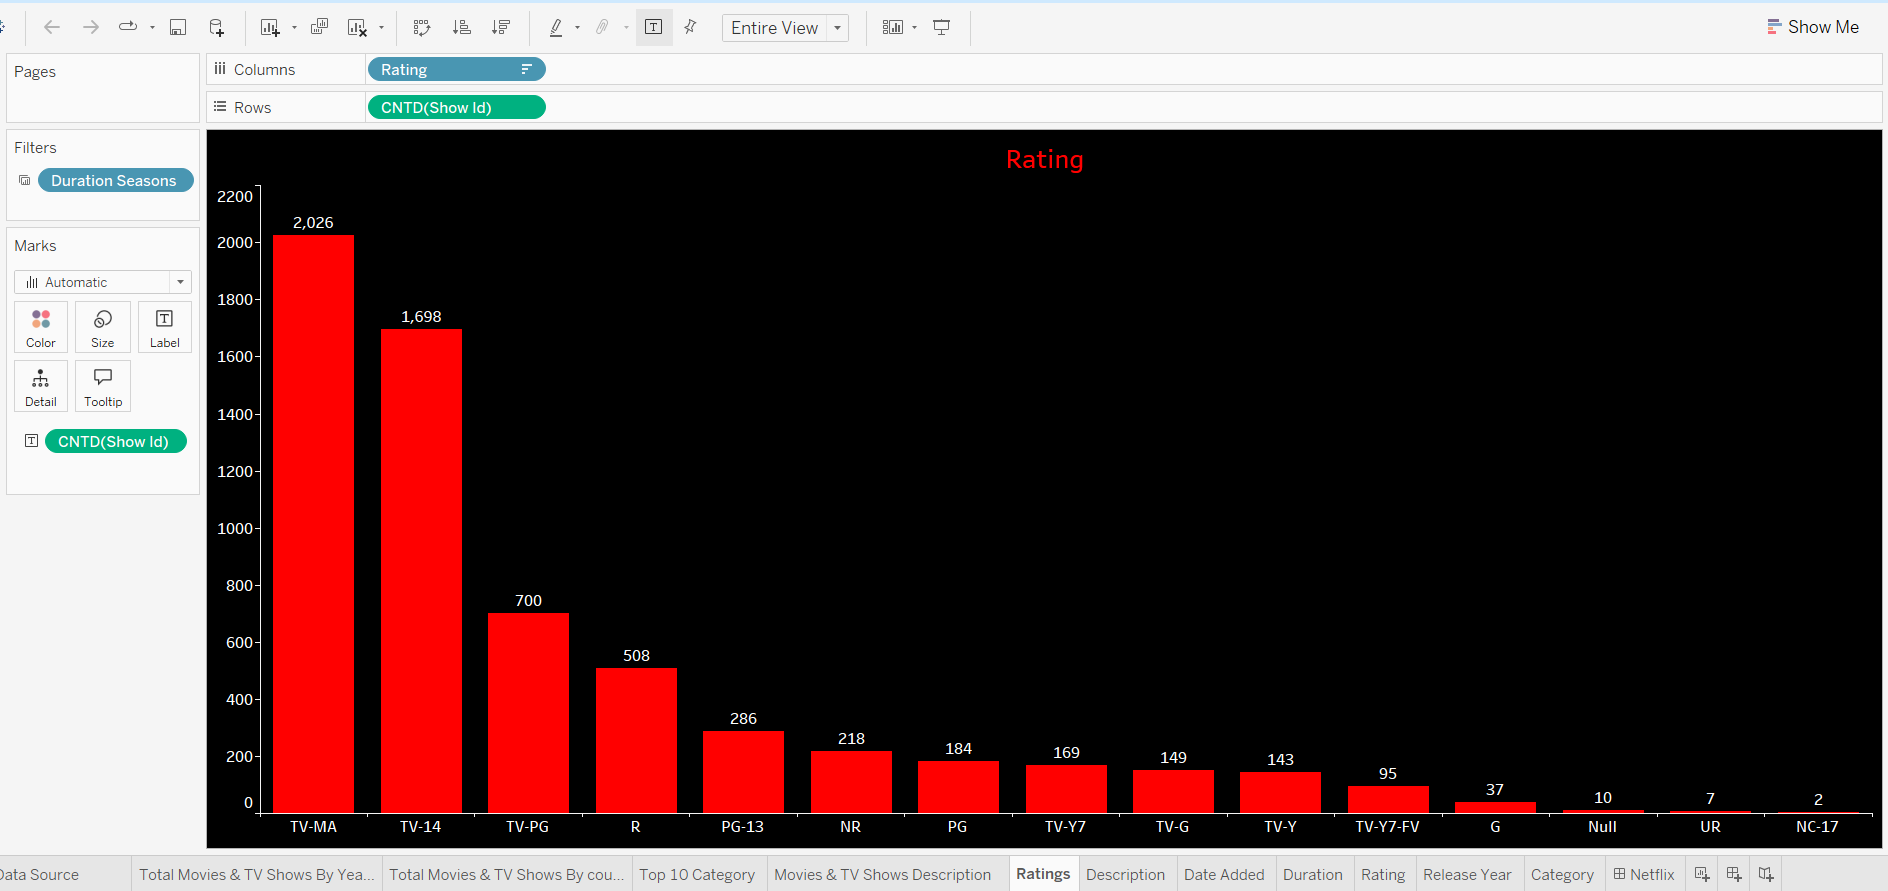 Entire View
Show Me
Pages
Columns
Rating
Rows
CNTD(Show Id)
Filters
Duration Seasons
Marks
Automatic
Color
Size
Label
Detail
Tooltip
CNTD(Show Id)
Rating
2200
2000
1800
1600
1400
1200
1000
800
600
400
200
0
2,026
1,698
700
508
286
218
184
169
149
143
95
37
10
7
2
TV-MA TV-14 TV-PG R PG-13 NR PG TV-Y7 TV-G TV-Y TV-Y7-FV G Null UR NC-17
Data Source Total Movies & TV Shows By Yea... Total Movies & TV Shows By cou... Top 10 Category Movies & TV Shows Description Ratings Description Date Added Duration Rating Release Year Category Netflix